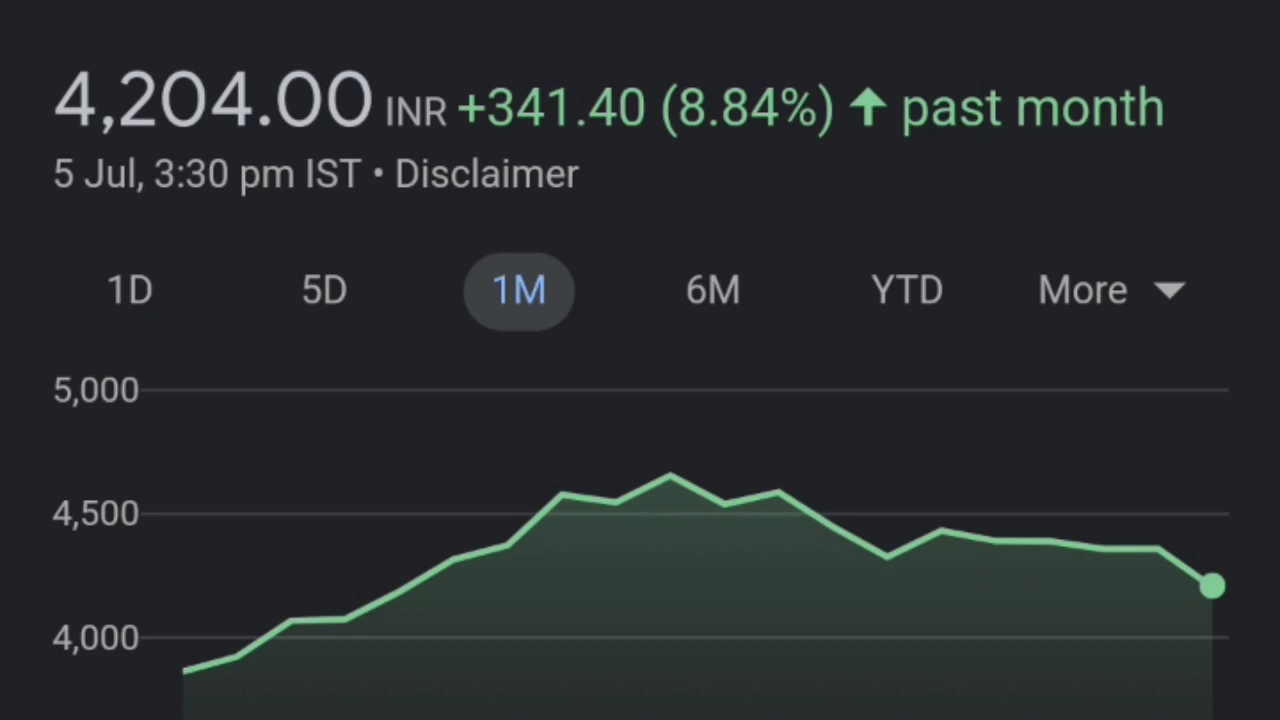 4,204.00 INR +341.40 (8.84%) ↑ past month
5 Jul, 3:30 pm IST • Disclaimer
1D 5D 1M 6M YTD More
5,000
4,500
4,000